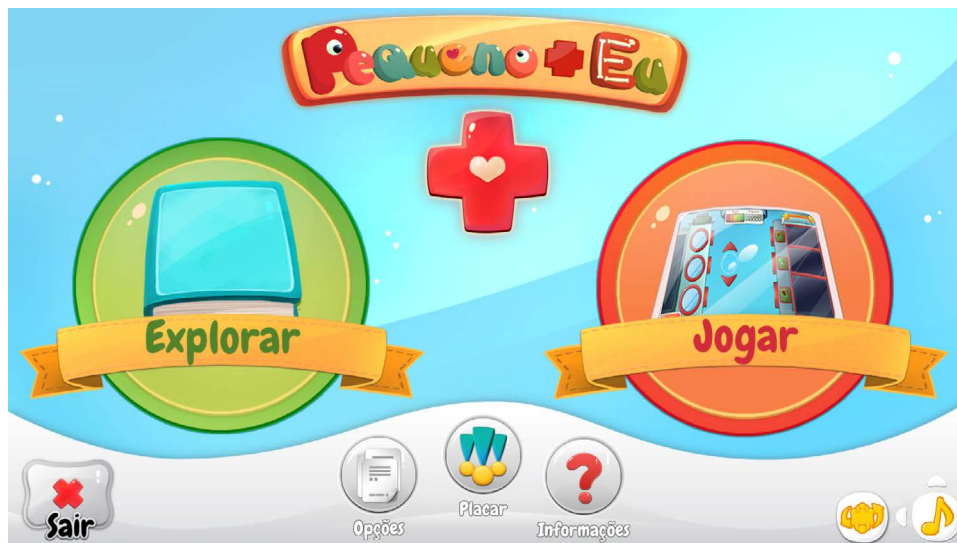 Pequeno + Eu
Explorar
Jogar
Sair
Opções
Placar
Informações